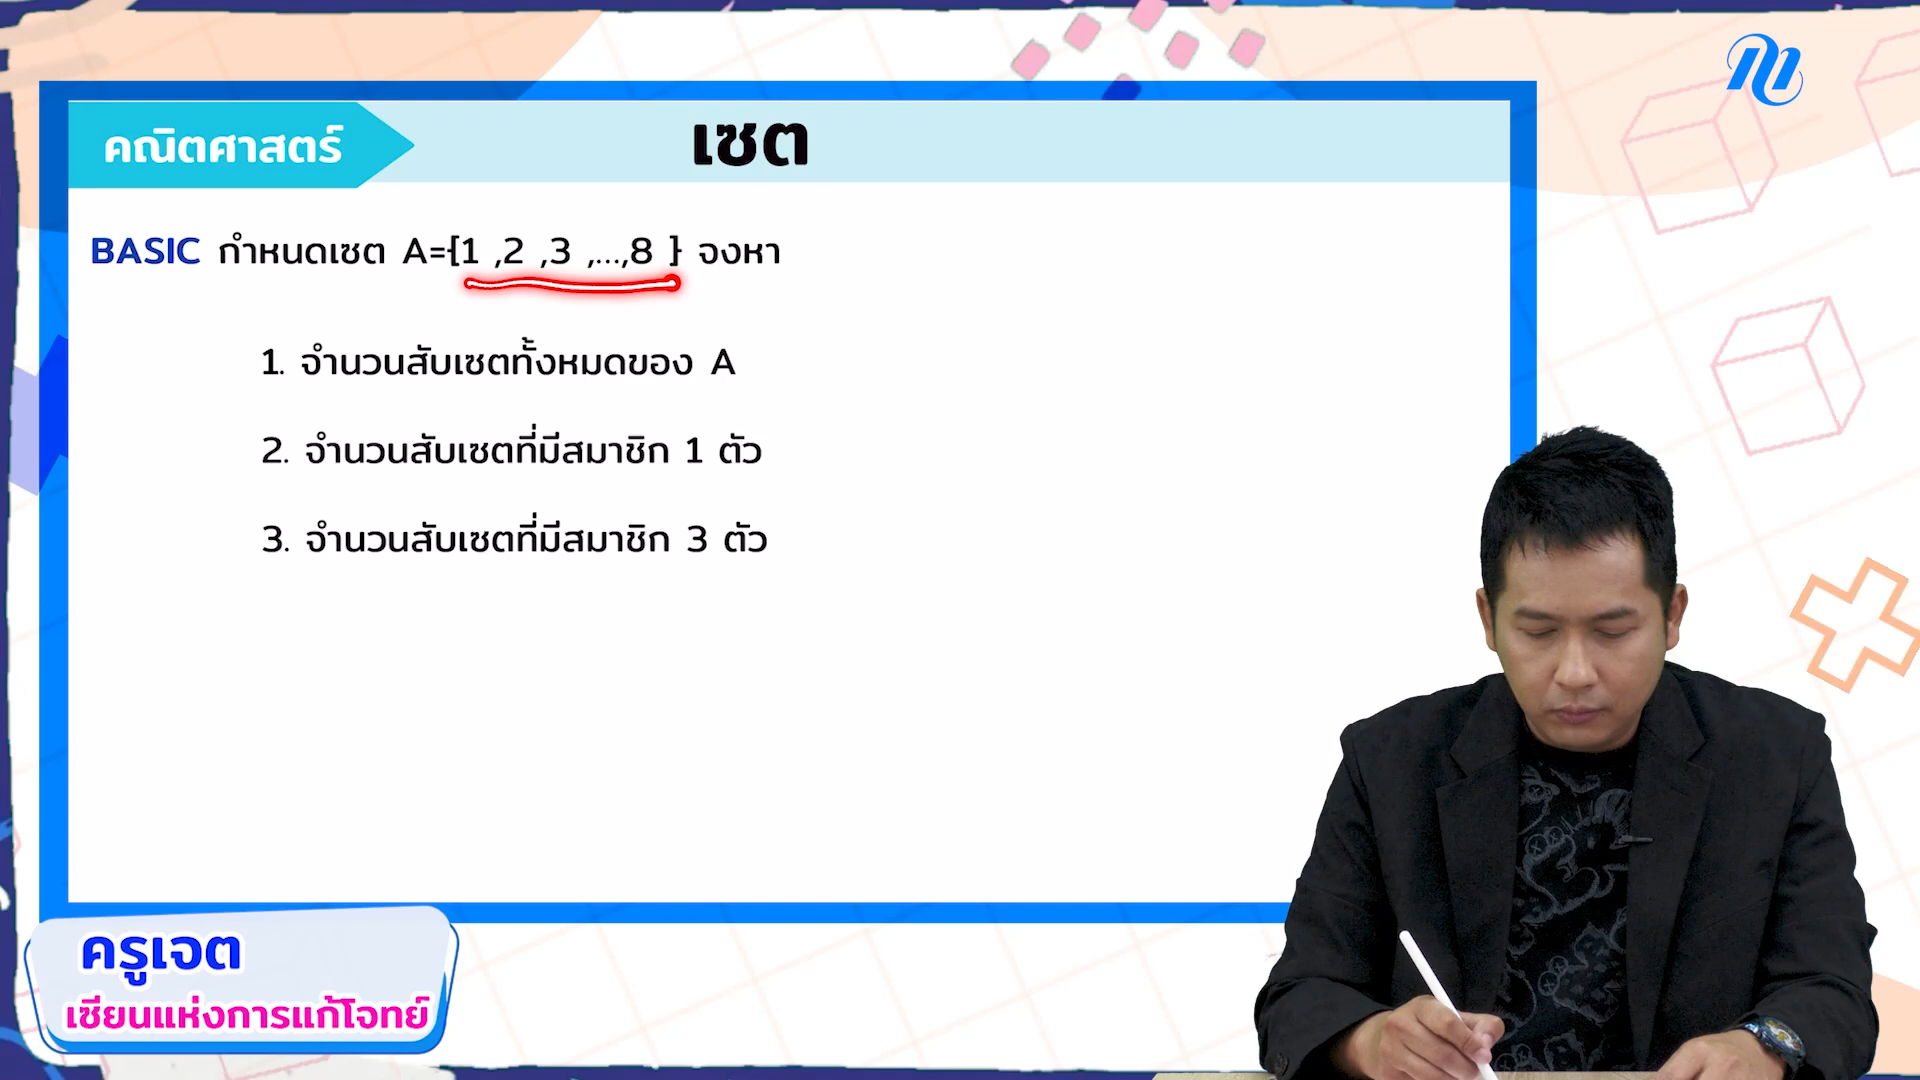 คณิตศาสตร์
เซต
BASIC กำหนดเซต A={1 ,2 ,3 ,...,8 } จงหา
1. จำนวนสับเซตทั้งหมดของ A
2. จำนวนสับเซตที่มีสมาชิก 1 ตัว
3. จำนวนสับเซตที่มีสมาชิก 3 ตัว
ครูเจต
เซียนแห่งการแก้โจทย์